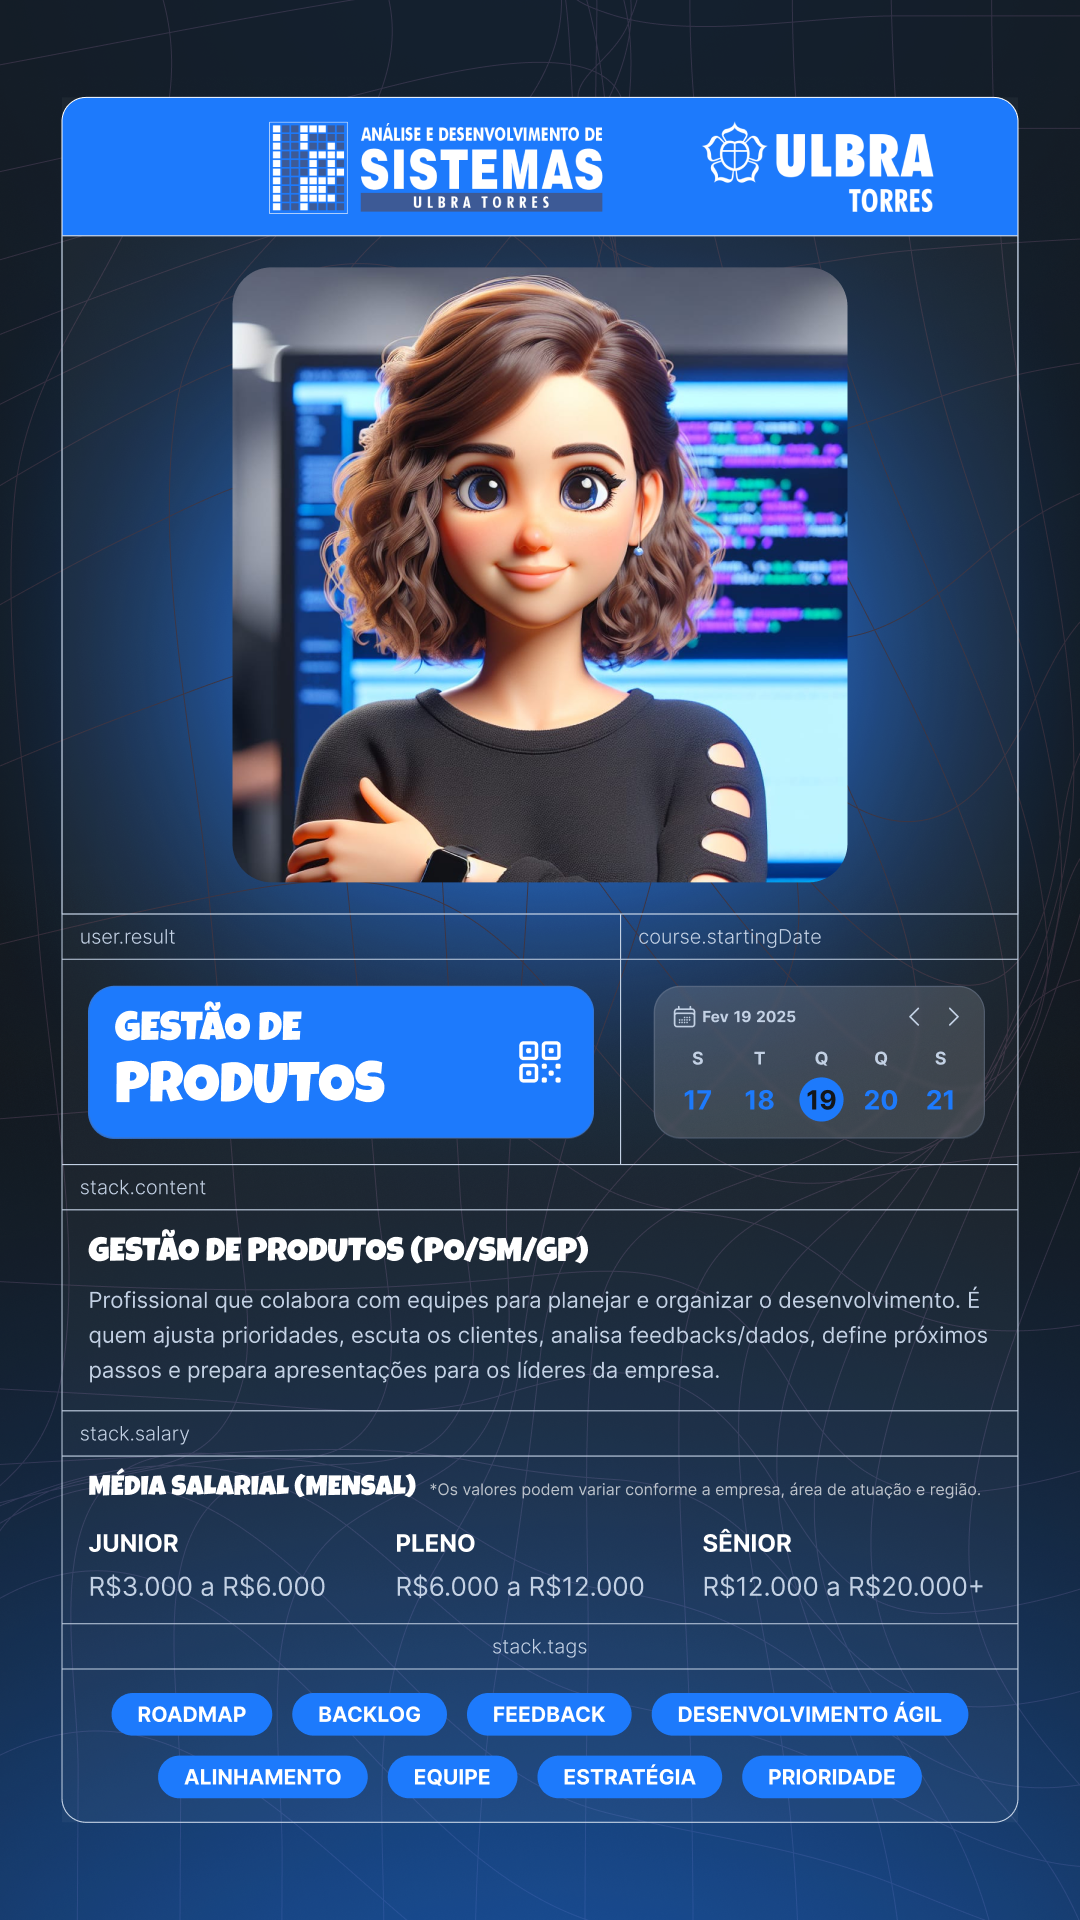 ANÁLISE E DESENVOLVIMENTO DE
SISTEMAS
ULBRA TORRES
ULBRA
TORRES
user.result
course.startingDate
GESTÃO DE
PRODUTOS
Fev 19 2025
S T Q Q S
17 18 19 20 21
stack.content
GESTÃO DE PRODUTOS (PO/SM/GP)
Profissional que colabora com equipes para planejar e organizar o desenvolvimento. É
quem ajusta prioridades, escuta os clientes, analisa feedbacks/dados, define próximos
passos e prepara apresentações para os líderes da empresa.
stack.salary
MÉDIA SALARIAL (MENSAL) *Os valores podem variar conforme a empresa, área de atuação e região.
JUNIOR PLENO SÊNIOR
R$3.000 a R$6.000 R$6.000 a R$12.000 R$12.000 a R$20.000+
stack.tags
ROADMAP BACKLOG FEEDBACK DESENVOLVIMENTO ÁGIL
ALINHAMENTO EQUIPE ESTRATÉGIA PRIORIDADE